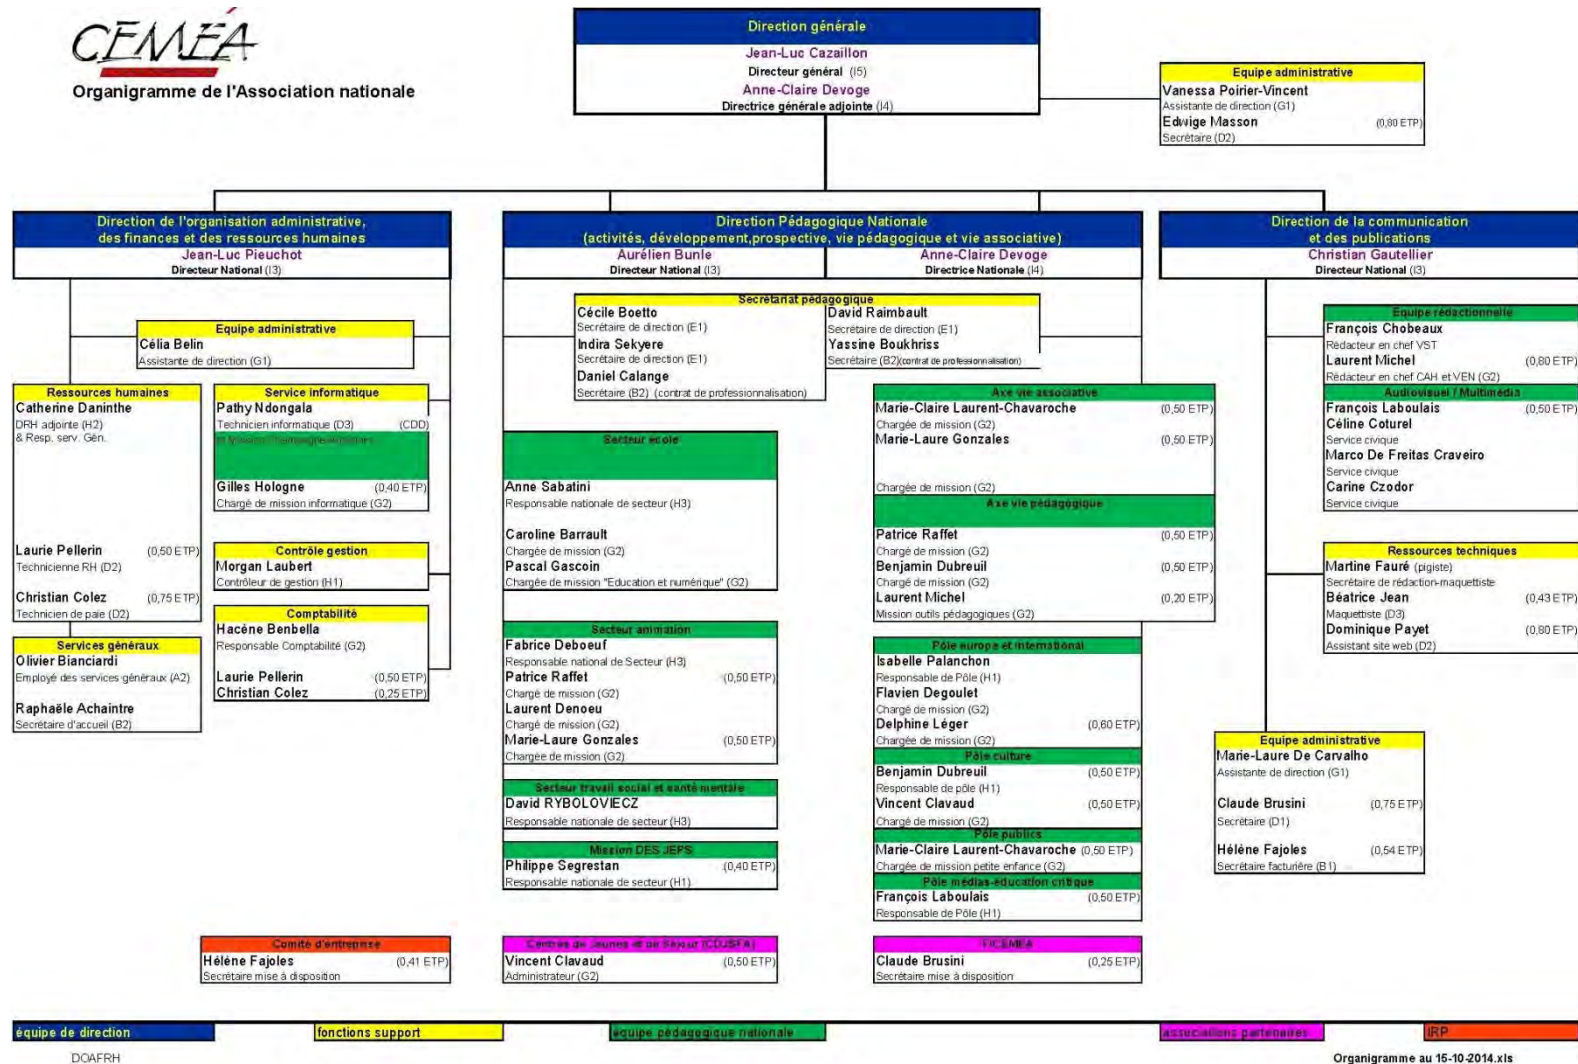 CEMÉA
Organigramme de l'Association nationale
Direction générale
Jean-Luc Cazaillon
Directeur général (I5)
Anne-Claire Devoge
Directrice générale adjointe (I4)
Equipe administrative
Vanessa Poirier-Vincent
Assistante de direction (G1)
Edwige Masson (0,80 ETP)
Secrétaire (D2)
Direction de l'organisation administrative,
des finances et des ressources humaines
Jean-Luc Pieuchot
Directeur National (I3)
Equipe administrative
Célia Belin
Assistante de direction (G1)
Ressources humaines
Catherine Daninthe
DRH adjointe (H2)
& Resp. serv. Gén.
Laurie Pellerin (0,50 ETP)
Technicienne RH (D2)
Christian Colez (0,75 ETP)
Technicien de paie (D2)
Services généraux
Olivier Bianciardi
Employé des services généraux (A2)
Raphaële Achaintre
Secrétaire d'accueil (B2)
Service informatique
Pathy Ndongala
Technicien informatique (D3) (CDD)
Gilles Hologne (0,40 ETP)
Chargé de mission informatique (G2)
Contrôle gestion
Morgan Laubert
Contrôleur de gestion (H1)
Comptabilité
Hacène Benbella
Responsable Comptabilité (G2)
Laurie Pellerin (0,50 ETP)
Christian Colez (0,25 ETP)
Direction Pédagogique Nationale
(activités, développement,prospective, vie pédagogique et vie associative)
Aurélien Bunle
Directeur National (I3)
Anne-Claire Devoge
Directrice Nationale (I4)
Secrétariat pédagogique
Cécile Boetto
Secrétaire de direction (E1)
Indira Sekyere
Secrétaire de direction (E1)
Daniel Calange
Secrétaire (B2) (contrat de professionnalisation)
David Raimbault
Secrétaire de direction (E1)
Yassine Boukhriss
Secrétaire (B2)(contrat de professionnalisation)
Secteur école
Anne Sabatini
Responsable nationale de secteur (H3)
Caroline Barrault
Chargée de mission (G2)
Pascal Gascoin
Chargée de mission "Education et numérique" (G2)
Secteur animation
Fabrice Deboeuf
Responsable national de Secteur (H3)
Patrice Raffet (0,50 ETP)
Chargé de mission (G2)
Laurent Denoeu
Chargé de mission (G2)
Marie-Laure Gonzales (0,50 ETP)
Chargée de mission (G2)
Secteur travail social et santé mentale
David RYBOLOVIECZ
Responsable nationale de secteur (H3)
Mission DES JEPS
Philippe Segrestan (0,40 ETP)
Responsable nationale de secteur (H1)
Axe vie associative
Marie-Claire Laurent-Chavaroche (0,50 ETP)
Chargée de mission (G2)
Marie-Laure Gonzales (0,50 ETP)
Chargée de mission (G2)
Axe vie pédagogique
Patrice Raffet (0,50 ETP)
Chargé de mission (G2)
Benjamin Dubreuil (0,50 ETP)
Chargé de mission (G2)
Laurent Michel (0,20 ETP)
Mission outils pédagogiques (G2)
Pôle europe et international
Isabelle Palanchon
Responsable de Pôle (H1)
Flavien Degoulet
Chargé de mission (G2)
Delphine Léger (0,60 ETP)
Chargée de mission (G2)
Pôle culture
Benjamin Dubreuil (0,50 ETP)
Responsable de pôle (H1)
Vincent Clavaud (0,50 ETP)
Chargé de mission (G2)
Pôle publics
Marie-Claire Laurent-Chavaroche (0,50 ETP)
Chargée de mission petite enfance (G2)
Pôle médias-éducation critique
François Laboulais (0,50 ETP)
Responsable de Pôle (H1)
Direction de la communication
et des publications
Christian Gautellier
Directeur National (I3)
Equipe rédactionnelle
François Chobeaux
Rédacteur en chef VST
Laurent Michel (0,80 ETP)
Rédacteur en chef CAH et VEN (G2)
Audiovisuel / Multimédia
François Laboulais (0,50 ETP)
Céline Coturel
Service civique
Marco De Freitas Craveiro
Service civique
Carine Czodor
Service civique
Ressources techniques
Martine Fauré (pigiste)
Secrétaire de rédaction-maquettiste
Béatrice Jean (0,43 ETP)
Maquettiste (D3)
Dominique Payet (0,80 ETP)
Assistant site web (D2)
Equipe administrative
Marie-Laure De Carvalho
Assistante de direction (G1)
Claude Brusini (0,75 ETP)
Secrétaire (D1)
Hélène Fajoles (0,54 ETP)
Secrétaire facturière (B1)
Comité d'entreprise
Hélène Fajoles (0,41 ETP)
Secrétaire mise à disposition
Centres de Jeunes et de Séjour (CDJSFA)
Vincent Clavaud (0,50 ETP)
Administrateur (G2)
FICEMEA
Claude Brusini (0,25 ETP)
Secrétaire mise à disposition
équipe de direction
fonctions support
équipe pédagogique nationale
associations partenaires
IRP
DOAFRH
Organigramme au 15-10-2014.xls